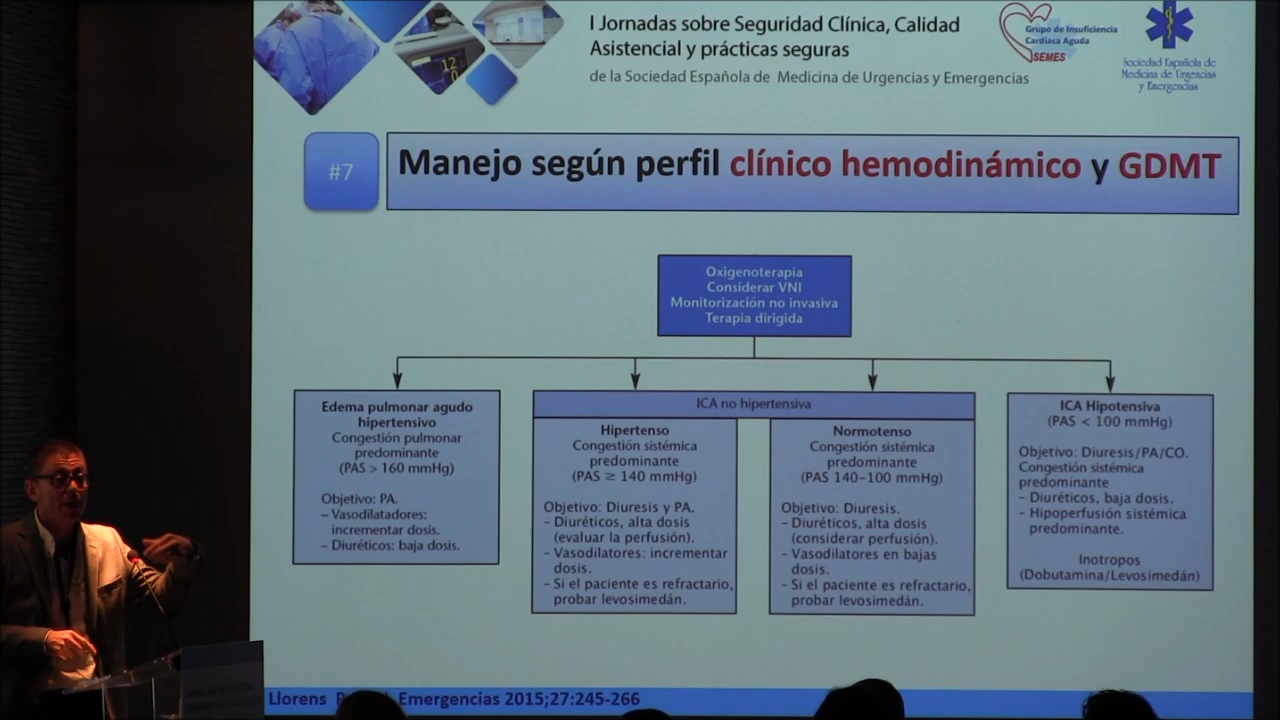 I Jornadas sobre Seguridad Clínica, Calidad
Asistencial y prácticas seguras
de la Sociedad Española de Medicina de Urgencias y Emergencias
Grupo de Insuficiencia
Cardiaca Aguda
SEMES
Sociedad Española de
Medicina de Urgencias
y Emergencias
#7
Manejo según perfil clínico hemodinámico y GDMT
Oxigenoterapia
Considerar VNI
Monitorización no invasiva
Terapia dirigida
Edema pulmonar agudo
hipertensivo
Congestión pulmonar
predominante
(PAS > 160 mmHg)
Objetivo: PA.
– Vasodilatadores:
incrementar dosis.
– Diuréticos: baja dosis.
ICA no hipertensiva
Hipertenso
Congestión sistémica
predominante
(PAS ≥ 140 mmHg)
Objetivo: Diuresis y PA.
– Diuréticos, alta dosis
(evaluar la perfusión).
– Vasodilatores: incrementar
dosis.
– Si el paciente es refractario,
probar levosimedán.
Normotenso
Congestión sistémica
predominante
(PAS 140–100 mmHg)
Objetivo: Diuresis.
– Diuréticos, alta dosis
(considerar perfusión).
– Vasodilatores en bajas
dosis.
– Si el paciente es refractario,
probar levosimedán.
ICA Hipotensiva
(PAS < 100 mmHg)
Objetivo: Diuresis/PA/CO.
Congestión sistémica
predominante
– Diuréticos, baja dosis.
– Hipoperfusión sistémica
predominante.
Inotropos
(Dobutamina/Levosimedán)
Llorens Emergencias 2015;27:245-266